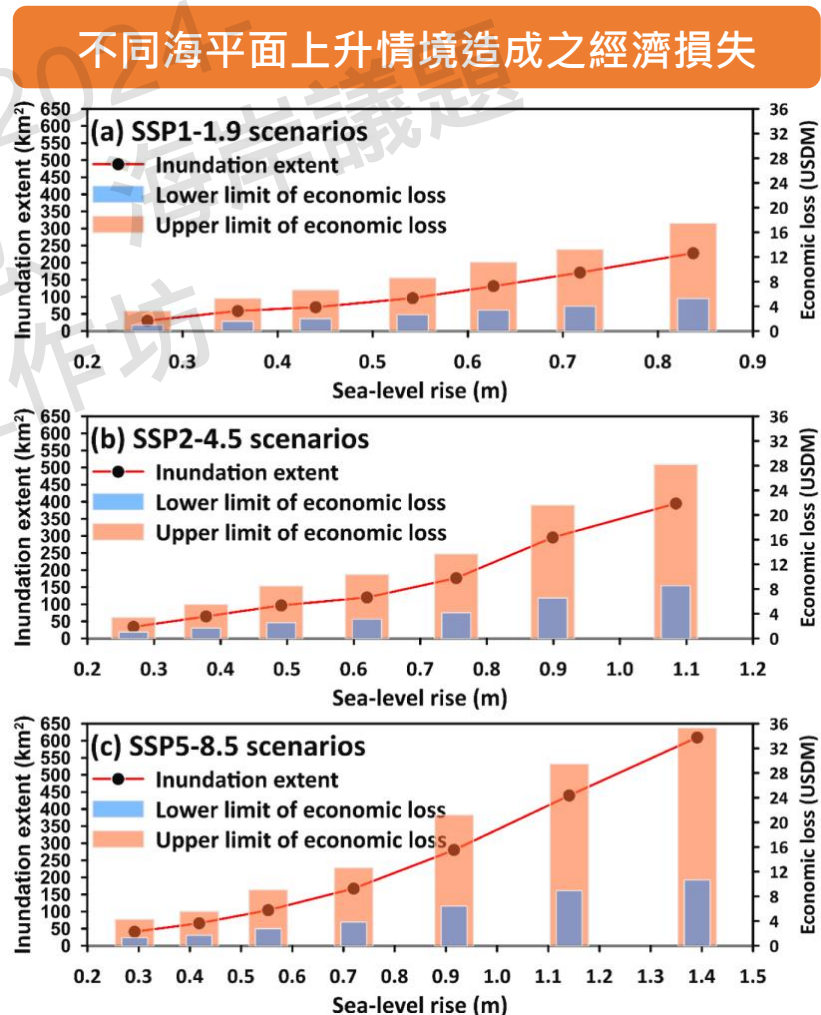 不同海平面上升情境造成之經濟損失
2024
海岸議題
工作坊
(a) SSP1-1.9 scenarios
Inundation extent
Lower limit of economic loss
Upper limit of economic loss
Inundation extent (km²)
650
600
550
500
450
400
350
300
250
200
150
100
50
0
36
32
28
24
20
16
12
8
4
0
Economic loss (USDM)
0.2 0.3 0.4 0.5 0.6 0.7 0.8 0.9
Sea-level rise (m)
(b) SSP2-4.5 scenarios
Inundation extent
Lower limit of economic loss
Upper limit of economic loss
Inundation extent (km²)
650
600
550
500
450
400
350
300
250
200
150
100
50
0
36
32
28
24
20
16
12
8
4
0
Economic loss (USDM)
0.2 0.3 0.4 0.5 0.6 0.7 0.8 0.9 1.0 1.1 1.2
Sea-level rise (m)
(c) SSP5-8.5 scenarios
Inundation extent
Lower limit of economic loss
Upper limit of economic loss
Inundation extent (km²)
650
600
550
500
450
400
350
300
250
200
150
100
50
0
36
32
28
24
20
16
12
8
4
0
Economic loss (USDM)
0.2 0.3 0.4 0.5 0.6 0.7 0.8 0.9 1.0 1.1 1.2 1.3 1.4 1.5
Sea-level rise (m)